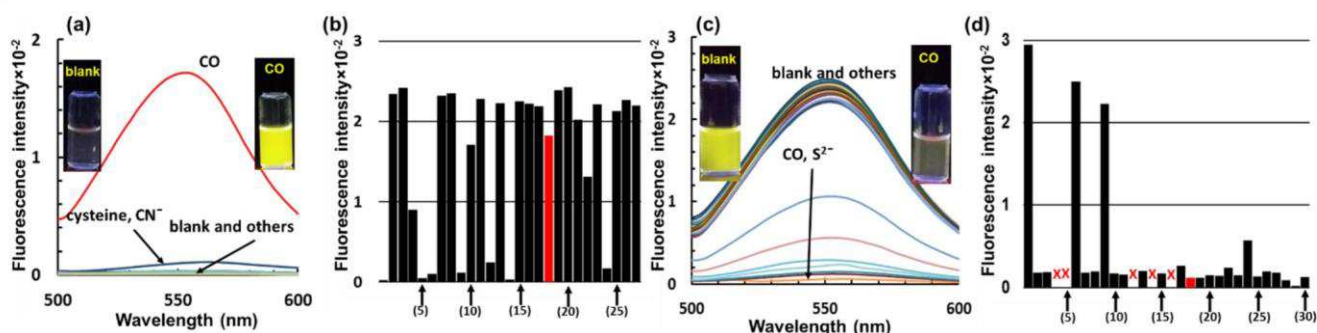 (a)
Fluorescence intensity×10⁻²
2
1
0
CO
blank
CO
cysteine, CN⁻
blank and others
500
560
600
Wavelength (nm)
(b)
Fluorescence intensity×10⁻²
3
2
1
0
(5)
(10)
(15)
(20)
(25)
(c)
Fluorescence intensity×10⁻²
3
2
1
0
blank
CO
blank and others
CO, S²⁻
500
550
600
Wavelength (nm)
(d)
Fluorescence intensity×10⁻²
3
2
1
0
X X X X X
(5)
(10)
(15)
(20)
(25)
(30)